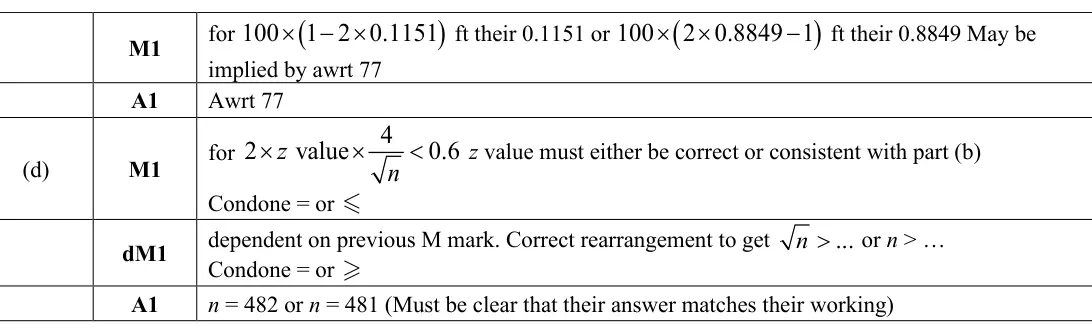 M1 for 100×(1−2×0.1151) ft their 0.1151 or 100×(2×0.8849−1) ft their 0.8849 May be
implied by awrt 77
A1 Awrt 77
(d) M1 for 2×z value×4/√n <0.6 z value must either be correct or consistent with part (b)
Condone = or ⩽
dM1 dependent on previous M mark. Correct rearrangement to get √n >... or n > …
Condone = or ⩾
A1 n = 482 or n = 481 (Must be clear that their answer matches their working)